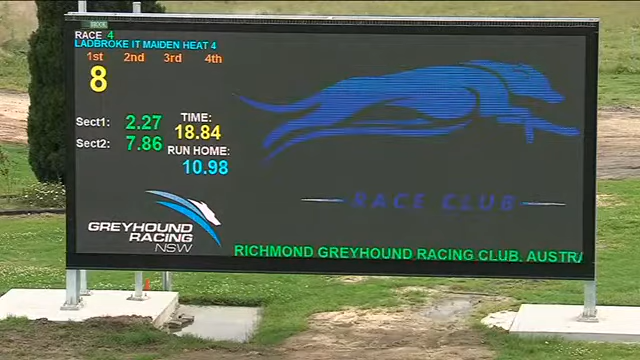 RACE 4
LADBROKE IT MAIDEN HEAT 4
1st 2nd 3rd 4th
8
Sect1: 2.27
Sect2: 7.86
TIME:
18.84
RUN HOME:
10.98
RACE CLUB
GREYHOUND
RACING
NSW
RICHMOND GREYHOUND RACING CLUB. AUSTR